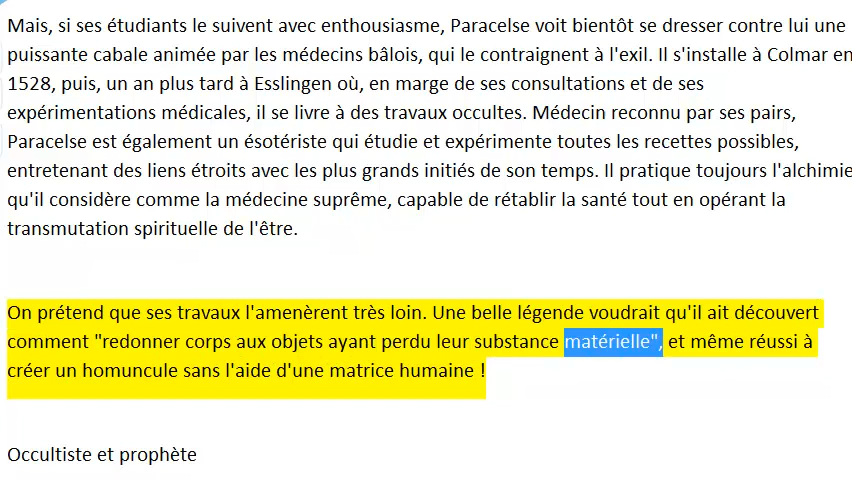 Mais, si ses étudiants le suivent avec enthousiasme, Paracelse voit bientôt se dresser contre lui une
puissante cabale animée par les médecins bâlois, qui le contraignent à l'exil. Il s'installe à Colmar en
1528, puis, un an plus tard à Esslingen où, en marge de ses consultations et de ses
expérimentations médicales, il se livre à des travaux occultes. Médecin reconnu par ses pairs,
Paracelse est également un ésotériste qui étudie et expérimente toutes les recettes possibles,
entretenant des liens étroits avec les plus grands initiés de son temps. Il pratique toujours l'alchimie
qu'il considère comme la médecine suprême, capable de rétablir la santé tout en opérant la
transmutation spirituelle de l'être.
On prétend que ses travaux l'amenèrent très loin. Une belle légende voudrait qu'il ait découvert
comment "redonner corps aux objets ayant perdu leur substance matérielle", et même réussi à
créer un homuncule sans l'aide d'une matrice humaine !
Occultiste et prophète